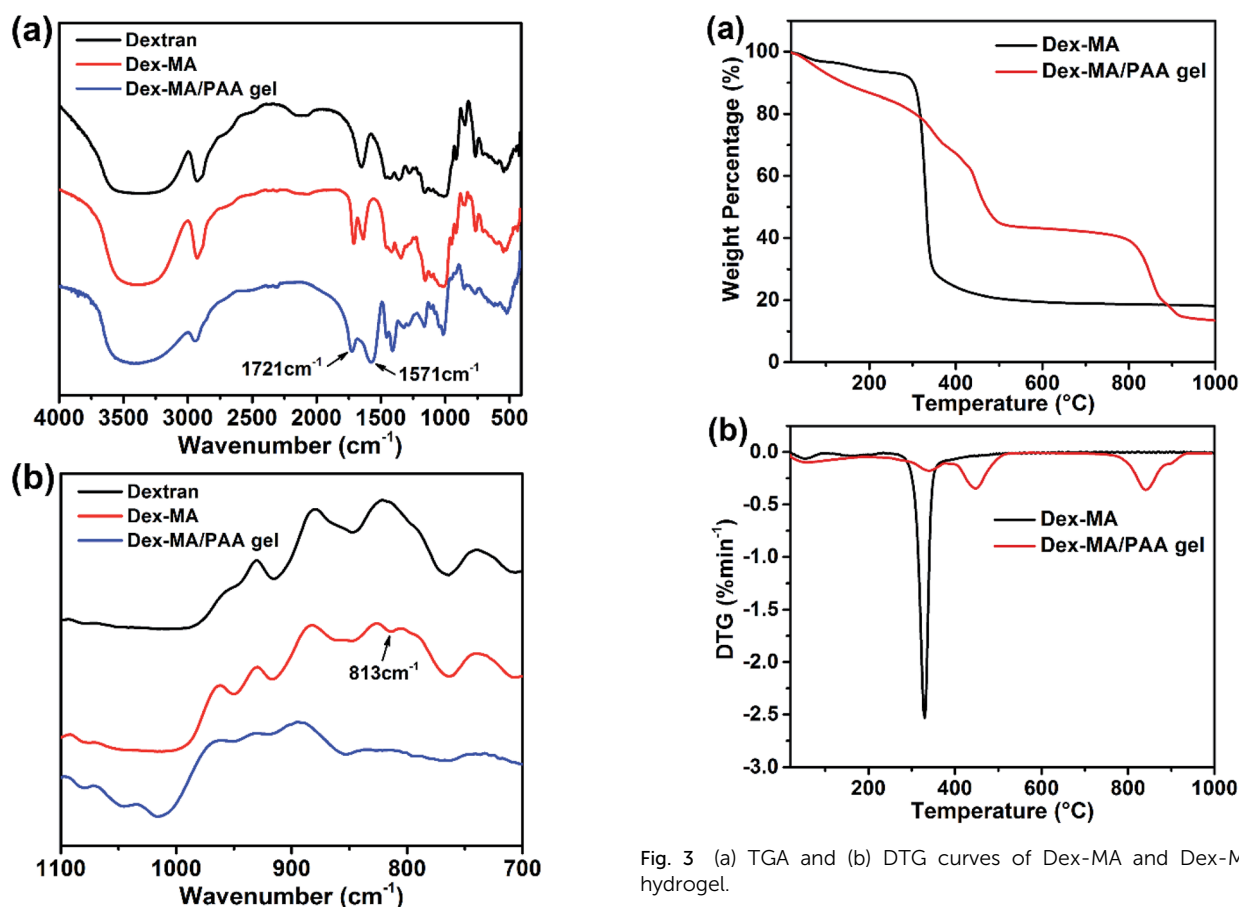 (a)
Dextran
Dex-MA
Dex-MA/PAA gel
1721cm⁻¹
1571cm⁻¹
4000 3500 3000 2500 2000 1500 1000 500
Wavenumber (cm⁻¹)
(b)
Dextran
Dex-MA
Dex-MA/PAA gel
813cm⁻¹
1100 1000 900 800 700
Wavenumber (cm⁻¹)
(a)
Dex-MA
Dex-MA/PAA gel
Weight Percentage (%)
100
80
60
40
20
0
200 400 600 800 1000
Temperature (°C)
(b)
Dex-MA
Dex-MA/PAA gel
DTG (%min⁻¹)
0.0
-0.5
-1.0
-1.5
-2.0
-2.5
-3.0
200 400 600 800 1000
Temperature (°C)
Fig. 3 (a) TGA and (b) DTG curves of Dex-MA and Dex-M
hydrogel.